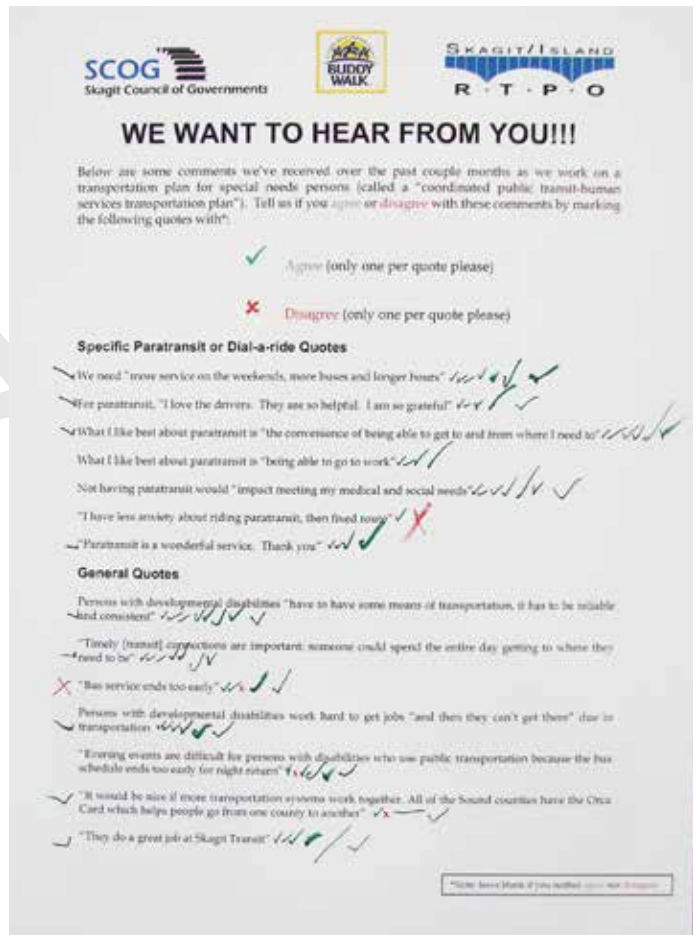 SCOG
Skagit Council of Governments
BUDDY
WALK
SKAGIT/ISLAND
R · T · P · O
WE WANT TO HEAR FROM YOU!!!
Below are some comments we've received over the past couple months as we work on a
transportation plan for special needs persons (called a "coordinated public transit-human
services transportation plan"). Tell us if you agree or disagree with these comments by marking
the following quotes with*:
Agree (only one per quote please)
Disagree (only one per quote please)
Specific Paratransit or Dial-a-ride Quotes
We need "more service on the weekends, more buses and longer hours"
For paratransit, "I love the drivers. They are so helpful. I am so grateful"
What I like best about paratransit is "the convenience of being able to get to and from where I need to"
What I like best about paratransit is "being able to go to work"
Not having paratransit would "impact meeting my medical and social needs"
"I have less anxiety about riding paratransit, then fixed route"
"Paratransit is a wonderful service. Thank you"
General Quotes
Persons with developmental disabilities "have to have some means of transportation, it has to be reliable
and consistent"
"Timely [transit] connections are important; someone could spend the entire day getting to where they
need to be"
"Bus service ends too early"
Persons with developmental disabilities work hard to get jobs "and then they can't get there" due to
transportation
"Evening events are difficult for persons with disabilities who use public transportation because the bus
schedule ends too early for night return"
"It would be nice if more transportation systems work together. All of the Sound counties have the Orca
Card which helps people go from one county to another"
"They do a great job at Skagit Transit"
*Note: leave blank if you neither agree nor disagree